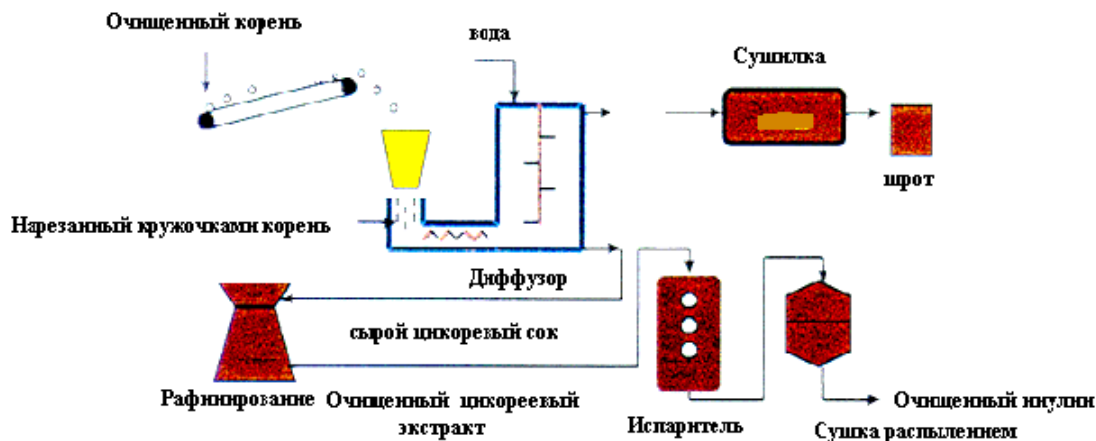 Очищенный корень
вода
Сушилка
шрот
Нарезанный кружочками корень
Диффузор
сырой цикоревый сок
Рафинирование
Очищенный цикореевый
экстракт
Испаритель
Очищенный инулин
Сушка распылением